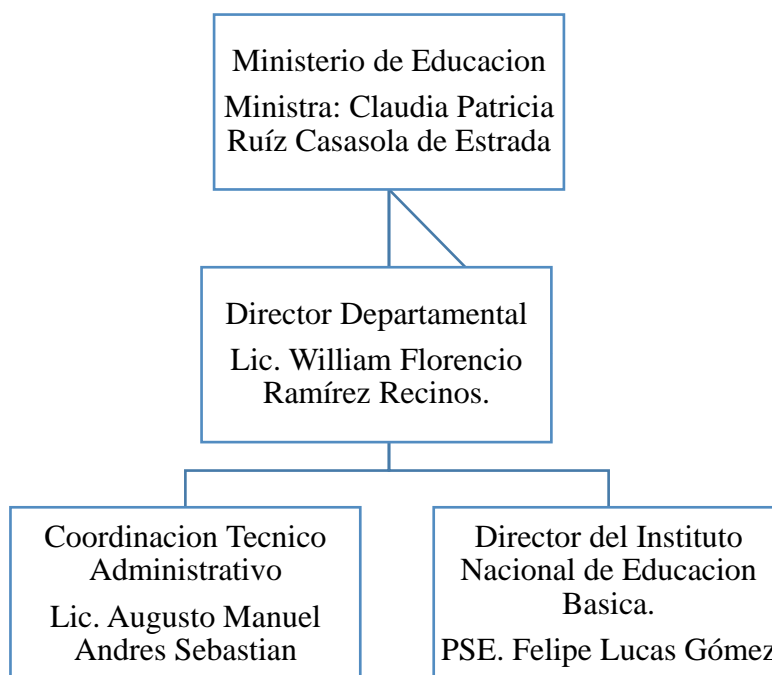 Ministerio de Educacion
Ministra: Claudia Patricia
Ruíz Casasola de Estrada
Director Departamental
Lic. William Florencio
Ramírez Recinos.
Coordinacion Tecnico
Administrativo
Lic. Augusto Manuel
Andres Sebastian
Director del Instituto
Nacional de Educacion
Basica.
PSE. Felipe Lucas Gómez